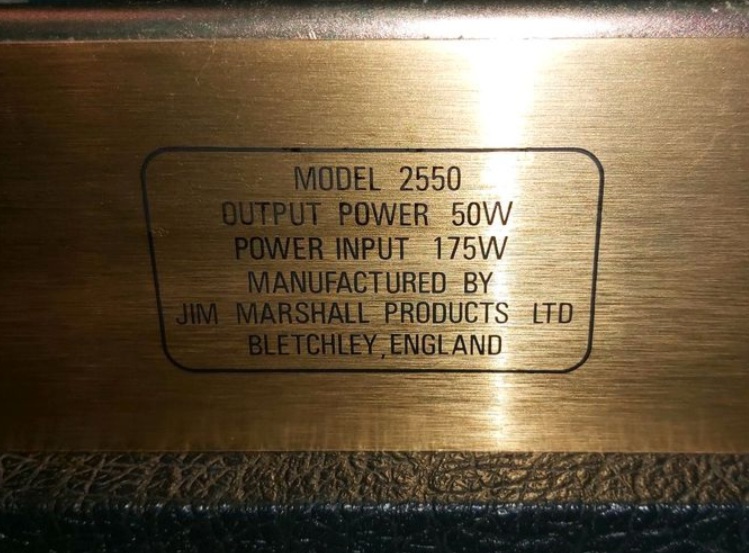 MODEL 2550
OUTPUT POWER 50W
POWER INPUT 175W
MANUFACTURED BY
JIM MARSHALL PRODUCTS LTD
BLETCHLEY, ENGLAND